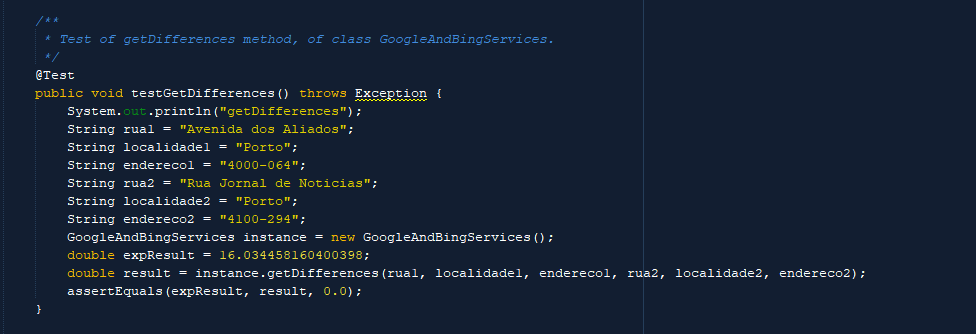 /**
* Test of getDifferences method, of class GoogleAndBingServices.
*/
@Test
public void testGetDifferences() throws Exception {
System.out.println("getDifferences");
String rua1 = "Avenida dos Aliados";
String localidade1 = "Porto";
String endereco1 = "4000-064";
String rua2 = "Rua Jornal de Noticias";
String localidade2 = "Porto";
String endereco2 = "4100-294";
GoogleAndBingServices instance = new GoogleAndBingServices();
double expResult = 16.034458160400398;
double result = instance.getDifferences(rua1, localidade1, endereco1, rua2, localidade2, endereco2);
assertEquals(expResult, result, 0.0);
}